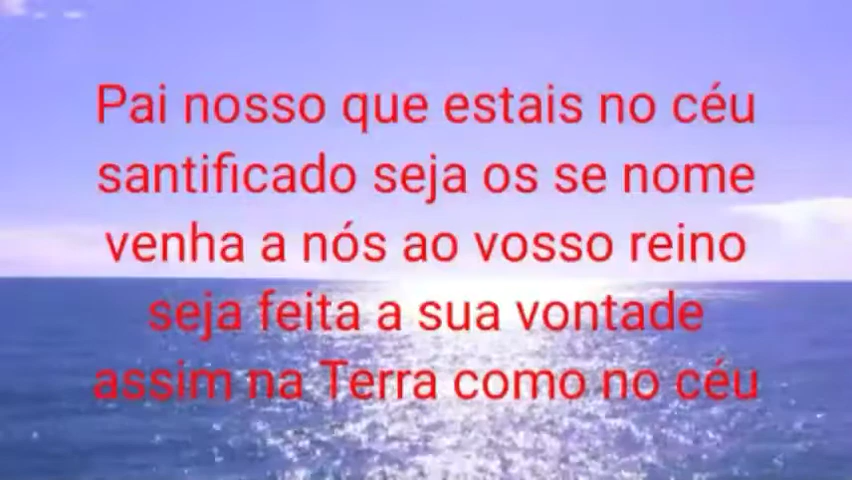 Pai nosso que estais no céu
santificado seja os se nome
venha a nós ao vosso reino
seja feita a sua vontade
assim na Terra como no céu